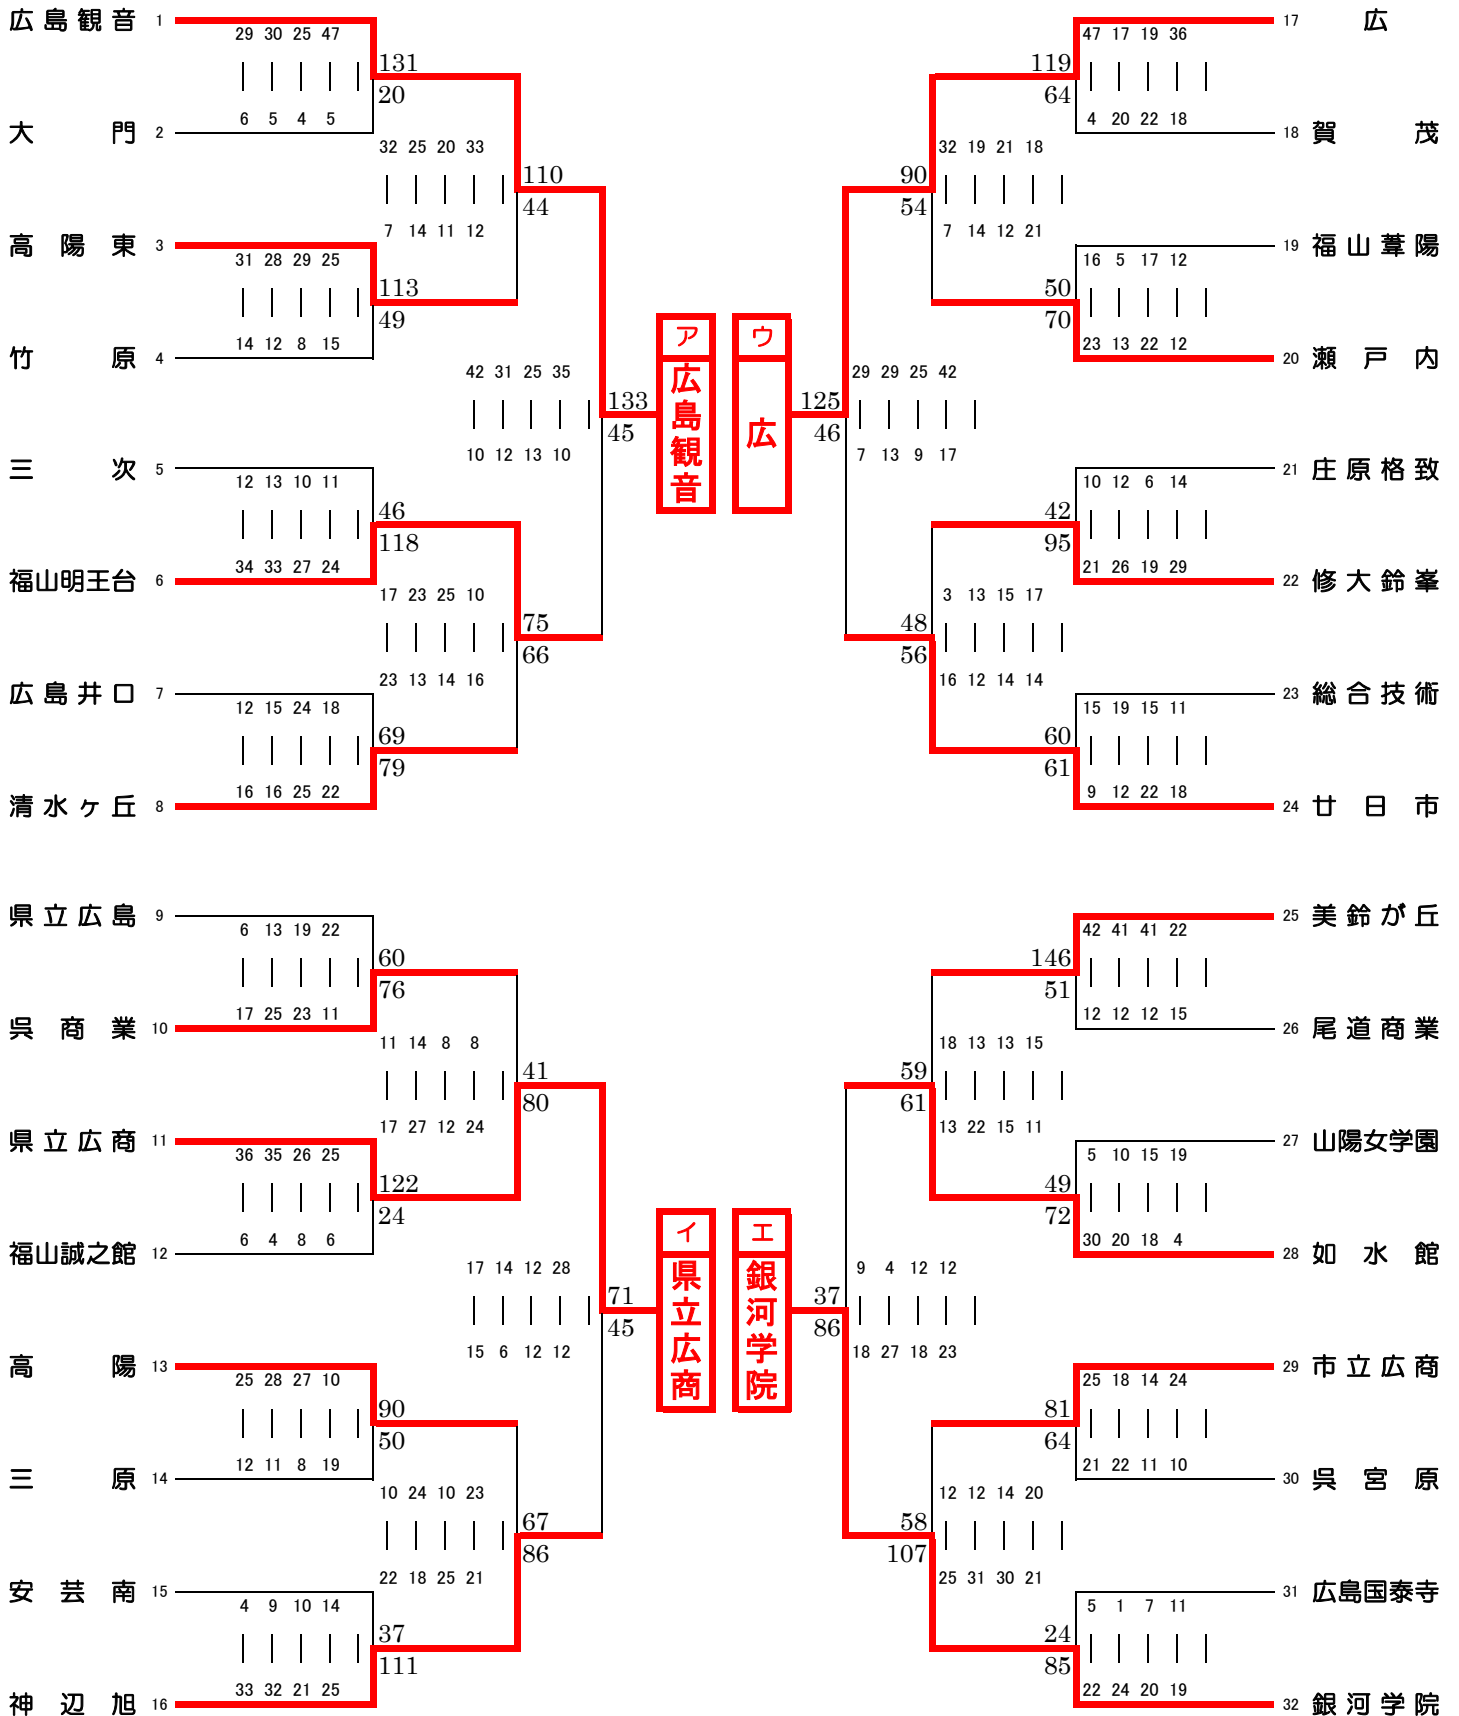 広島観音 1
29 30 25 47
131
20
6 5 4 5
大門 2
32 25 20 33
110
44
7 14 11 12
高陽東 3
31 28 29 25
113
49
14 12 8 15
竹原 4
42 31 25 35
133
45
10 12 13 10
三次 5
12 13 10 11
46
118
34 33 27 24
福山明王台 6
17 23 25 10
75
66
23 13 14 16
広島井口 7
12 15 24 18
69
79
16 16 25 22
清水ヶ丘 8
ア
広島観音
ウ
広
17 広
47 17 19 36
119
64
4 20 22 18
18 賀茂
32 19 21 18
90
54
7 14 12 21
19 福山葦陽
16 5 17 12
50
70
23 13 22 12
20 瀬戸内
29 29 25 42
125
46
7 13 9 17
21 庄原格致
10 12 6 14
42
95
21 26 19 29
22 修大鈴峯
3 13 15 17
48
56
16 12 14 14
23 総合技術
15 19 15 11
60
61
9 12 22 18
24 廿日市
県立広島 9
6 13 19 22
60
76
17 25 23 11
呉商業 10
11 14 8 8
41
80
17 27 12 24
県立広商 11
36 35 26 25
122
24
6 4 8 6
福山誠之館 12
17 14 12 28
71
45
15 6 12 12
高陽 13
25 28 27 10
90
50
12 11 8 19
三原 14
10 24 10 23
67
86
22 18 25 21
安芸南 15
4 9 10 14
37
111
33 32 21 25
神辺旭 16
イ
県立広商
エ
銀河学院
25 美鈴が丘
42 41 41 22
146
51
12 12 12 15
26 尾道商業
18 13 13 15
59
61
13 22 15 11
27 山陽女学園
5 10 15 19
49
72
30 20 18 4
28 如水館
9 4 12 12
37
86
18 27 18 23
29 市立広商
25 18 14 24
81
64
21 22 11 10
30 呉宮原
12 12 14 20
58
107
25 31 30 21
31 広島国泰寺
5 1 7 11
24
85
22 24 20 19
32 銀河学院